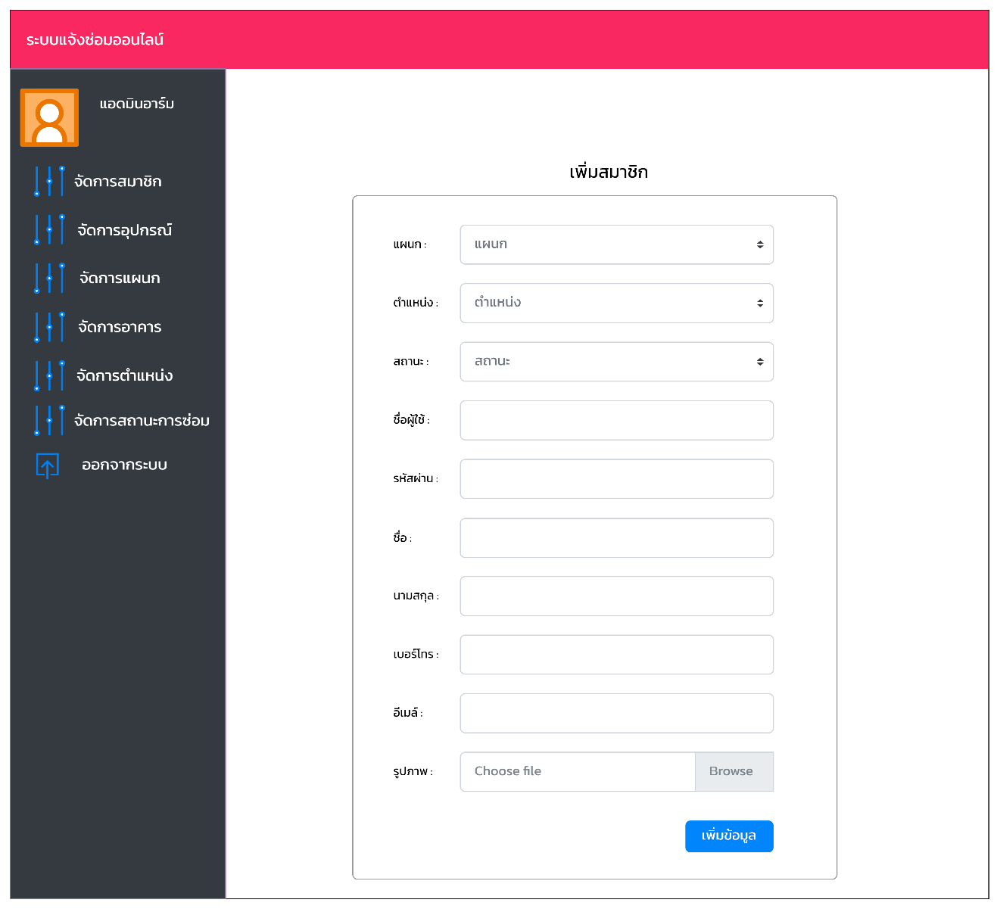 ระบบแจ้งซ่อมออนไลน์
แอดมินอาร์ม
จัดการสมาชิก
จัดการอุปกรณ์
จัดการแผนก
จัดการอาคาร
จัดการตำแหน่ง
จัดการสถานะการซ่อม
ออกจากระบบ
เพิ่มสมาชิก
แผนก : แผนก
ตำแหน่ง : ตำแหน่ง
สถานะ : สถานะ
ชื่อผู้ใช้ :
รหัสผ่าน :
ชื่อ :
นามสกุล :
เบอร์โทร :
อีเมล์ :
รูปภาพ : Choose file Browse
เพิ่มข้อมูล